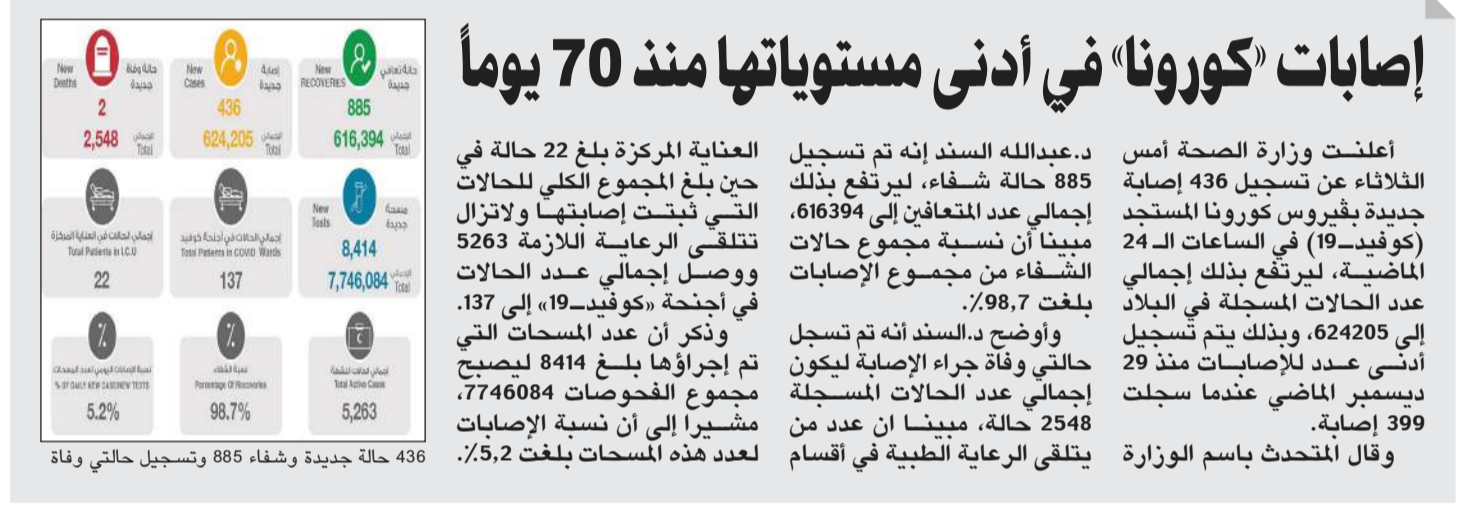 إصابات «كورونا» في أدنى مستوياتها منذ 70 يوماً
أعلنت وزارة الصحة أمس
الثلاثاء عن تسجيل 436 إصابة
جديدة بڤيروس كورونا المستجد
(كوفيد-19) في الساعات الـ 24
الماضية، ليرتفع بذلك إجمالي
عدد الحالات المسجلة في البلاد
إلى 624205، وبذلك يتم تسجيل
أدنى عدد للإصابات منذ 29
ديسمبر الماضي عندما سجلت
399 إصابة.
وقال المتحدث باسم الوزارة
د.عبدالله السند إنه تم تسجيل
885 حالة شفاء، ليرتفع بذلك
إجمالي عدد المتعافين إلى 616394،
مبينا أن نسبة مجموع حالات
الشفاء من مجموع الإصابات
بلغت 98,7٪.
وأوضح د.السند أنه تم تسجل
حالتي وفاة جراء الإصابة ليكون
إجمالي عدد الحالات المسجلة
2548 حالة، مبينا ان عدد من
يتلقى الرعاية الطبية في أقسام
العناية المركزة بلغ 22 حالة في
حين بلغ المجموع الكلي للحالات
التي ثبتت إصابتها ولاتزال
تتلقى الرعاية اللازمة 5263
ووصل إجمالي عدد الحالات
في أجنحة «كوفيد-19» إلى 137.
وذكر أن عدد المسحات التي
تم إجراؤها بلغ 8414 ليصبح
مجموع الفحوصات 7746084،
مشيرا إلى أن نسبة الإصابات
لعدد هذه المسحات بلغت 5,2٪.
حالة تعافي جديدة
New RECOVERIES
885
616,394 الإجمالي Total
إصابة جديدة
New Cases
436
624,205 الإجمالي Total
حالة وفاة جديدة
New Deaths
2
2,548 الإجمالي Total
مسحة جديدة
New Tests
8,414
7,746,084 الإجمالي Total
إجمالي الحالات في أجنحة كوفيد
Total Patients in COVID Wards
137
إجمالي الحالات في العناية المركزة
Total Patients in I.C.U
22
إجمالي الحالات النشطة
Total Active Cases
5,263
نسبة الشفاء
Percentage Of Recoveries
98.7%
% OF DAILY NEW CASES/NEW TESTS
5.2%
436 حالة جديدة وشفاء 885 وتسجيل حالتي وفاة